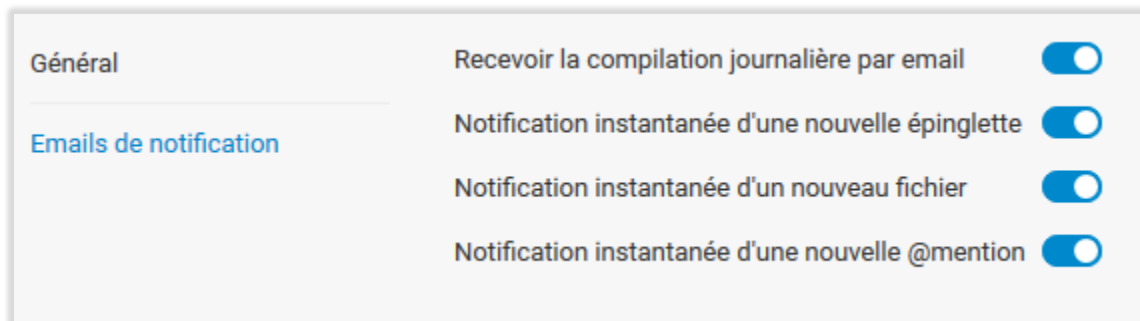 Général
Emails de notification
Recevoir la compilation journalière par email
Notification instantanée d'une nouvelle épinglette
Notification instantanée d'un nouveau fichier
Notification instantanée d'une nouvelle @mention